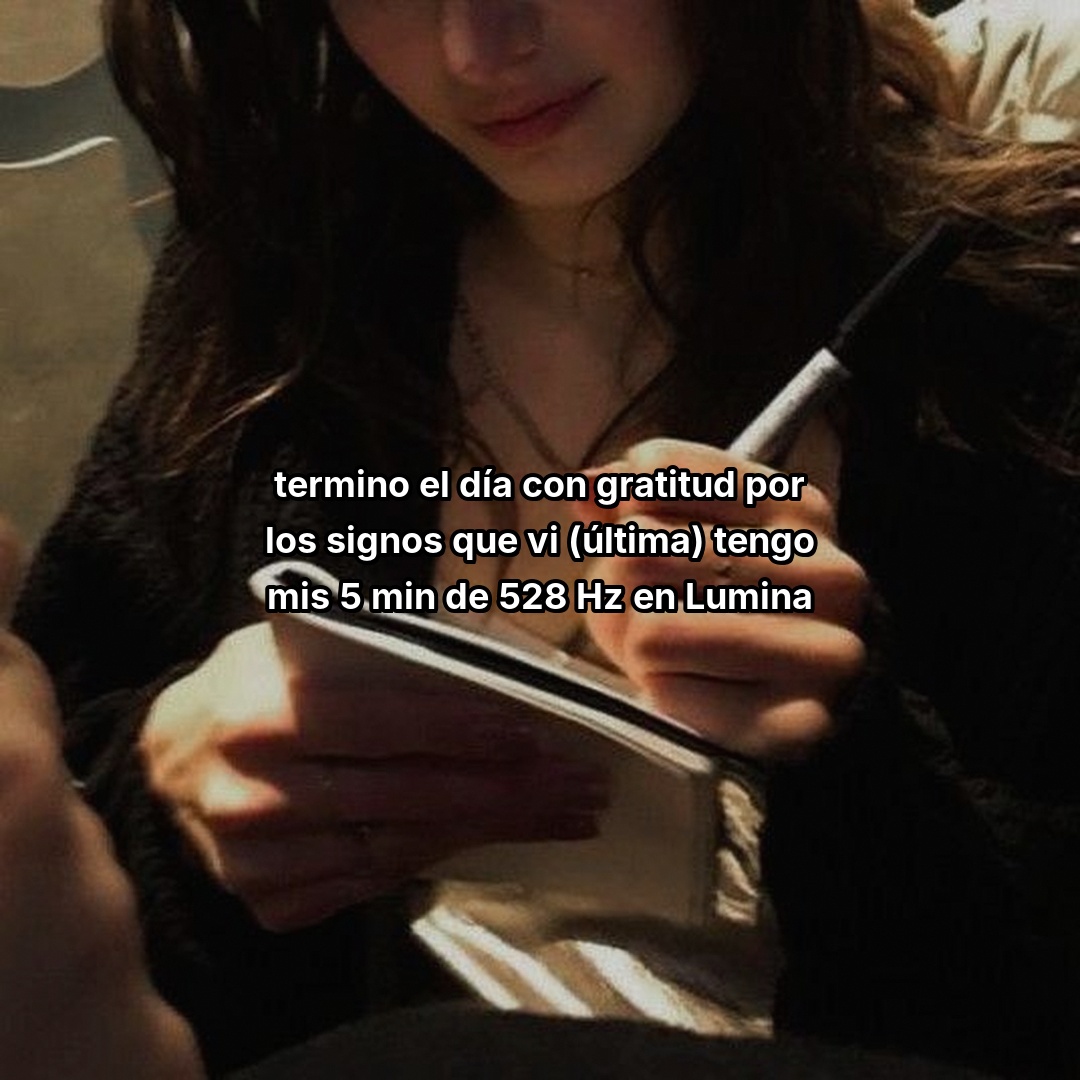 termino el día con gratitud por
los signos que vi (última) tengo
mis 5 min de 528 Hz en Lumina